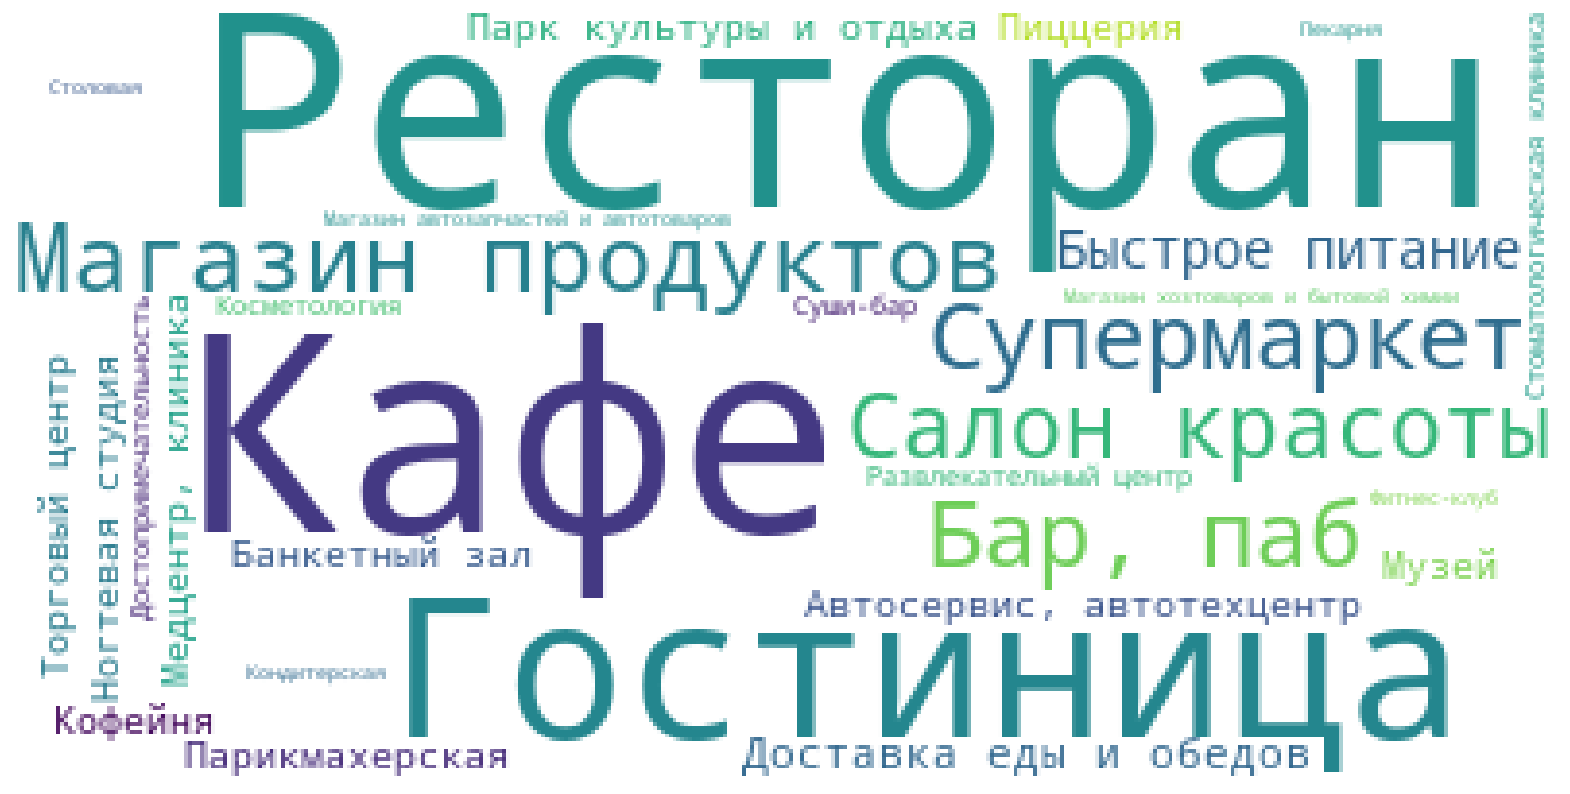 Парк культуры и отдыха
Пиццерия
Пекарня
Столовая
Ресторан
Стоматологическая клиника
Магазин автозапчастей и автотоваров
Магазин продуктов
Быстрое питание
Косметология
Суши-бар
Магазин хозтоваров и бытовой химии
Супермаркет
Достопримечательность
Медцентр, клиника
Торговый центр
Ногтевая студия
Кафе
Салон красоты
Развлекательный центр
Фитнес-клуб
Бар, паб
Банкетный зал
Музей
Автосервис, автотехцентр
Гостиница
Кондитерская
Кофейня
Парикмахерская
Доставка еды и обедов